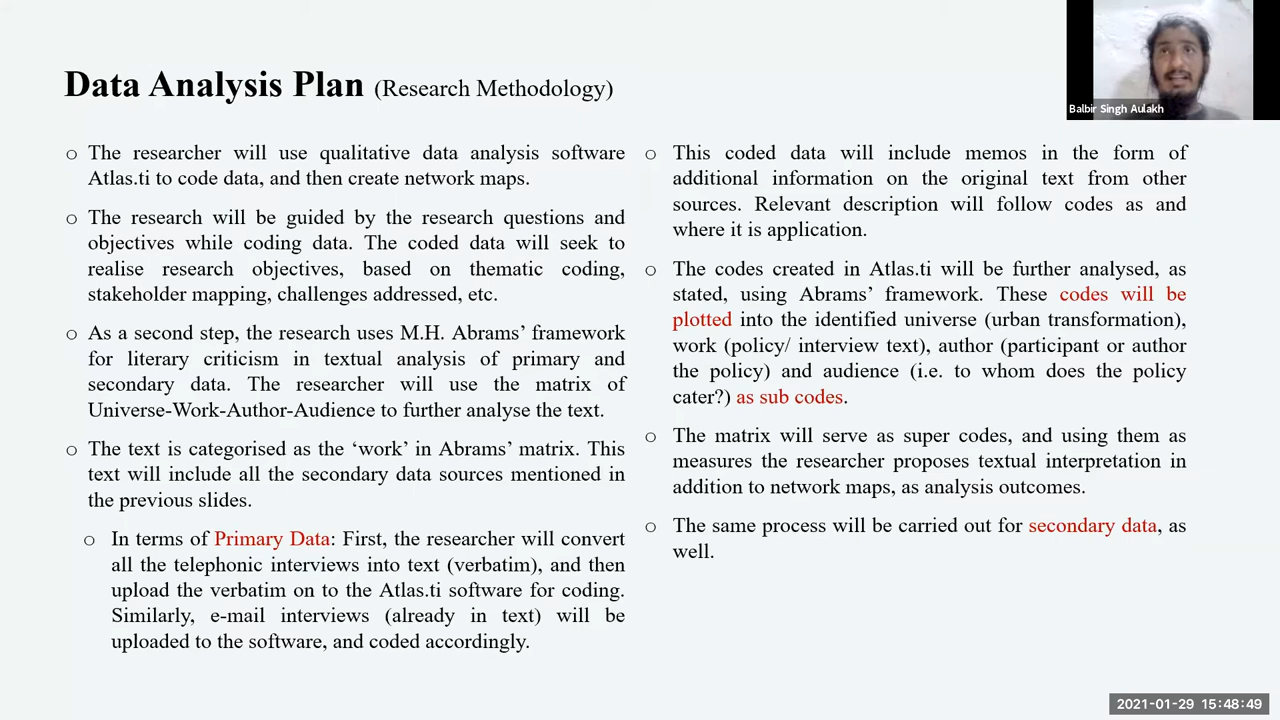 Data Analysis Plan (Research Methodology)
○ The researcher will use qualitative data analysis software
Atlas.ti to code data, and then create network maps.
○ The research will be guided by the research questions and
objectives while coding data. The coded data will seek to
realise research objectives, based on thematic coding,
stakeholder mapping, challenges addressed, etc.
○ As a second step, the research uses M.H. Abrams’ framework
for literary criticism in textual analysis of primary and
secondary data. The researcher will use the matrix of
Universe-Work-Author-Audience to further analyse the text.
○ The text is categorised as the ‘work’ in Abrams’ matrix. This
text will include all the secondary data sources mentioned in
the previous slides.
○ In terms of Primary Data: First, the researcher will convert
all the telephonic interviews into text (verbatim), and then
upload the verbatim on to the Atlas.ti software for coding.
Similarly, e-mail interviews (already in text) will be
uploaded to the software, and coded accordingly.
○ This coded data will include memos in the form of
additional information on the original text from other
sources. Relevant description will follow codes as and
where it is application.
○ The codes created in Atlas.ti will be further analysed, as
stated, using Abrams’ framework. These codes will be
plotted into the identified universe (urban transformation),
work (policy/ interview text), author (participant or author
the policy) and audience (i.e. to whom does the policy
cater?) as sub codes.
○ The matrix will serve as super codes, and using them as
measures the researcher proposes textual interpretation in
addition to network maps, as analysis outcomes.
○ The same process will be carried out for secondary data, as
well.
Balbir Singh Aulakh
2021-01-29 15:48:49